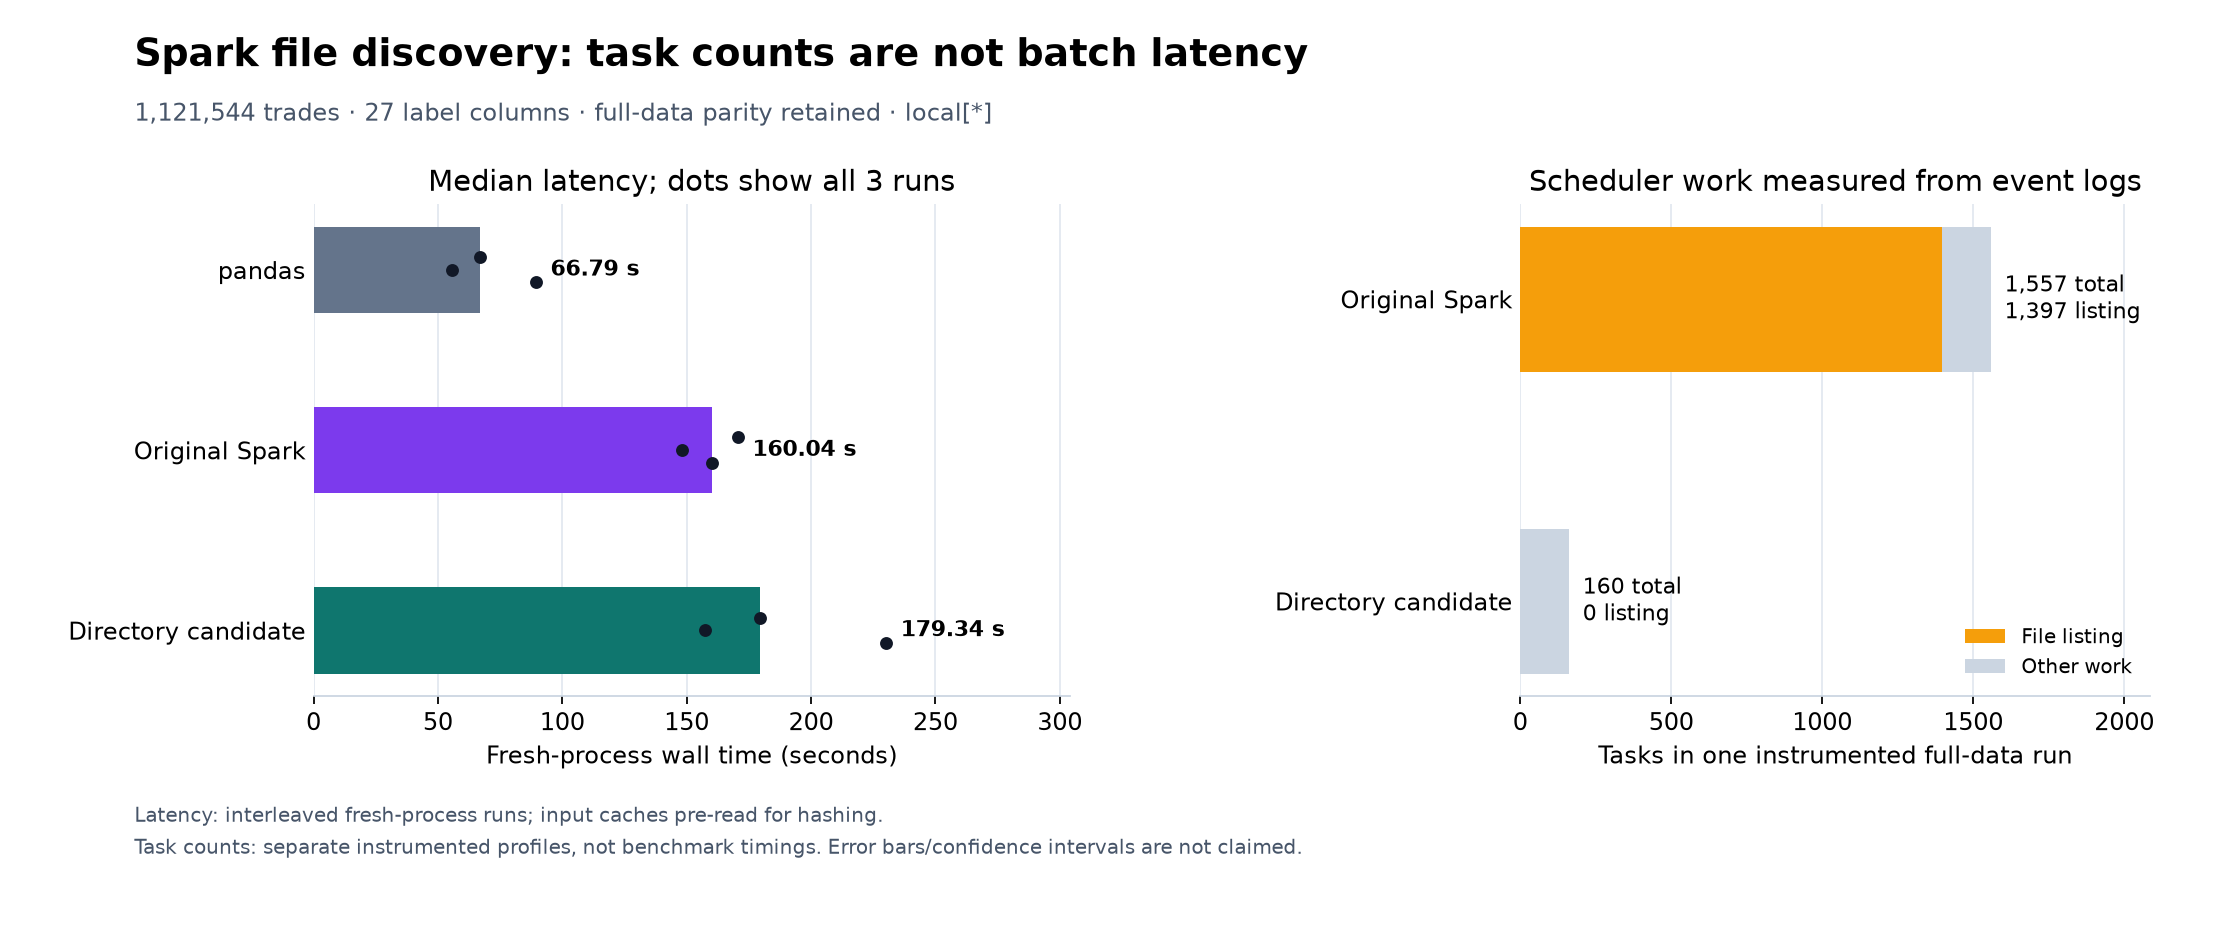 Spark file discovery: task counts are not batch latency
1,121,544 trades · 27 label columns · full-data parity retained · local[*]
Median latency; dots show all 3 runs
pandas
66.79 s
Original Spark
160.04 s
Directory candidate
179.34 s
0 50 100 150 200 250 300
Fresh-process wall time (seconds)
Scheduler work measured from event logs
Original Spark
1,557 total
1,397 listing
Directory candidate
160 total
0 listing
File listing
Other work
0 500 1000 1500 2000
Tasks in one instrumented full-data run
Latency: interleaved fresh-process runs; input caches pre-read for hashing.
Task counts: separate instrumented profiles, not benchmark timings. Error bars/confidence intervals are not claimed.